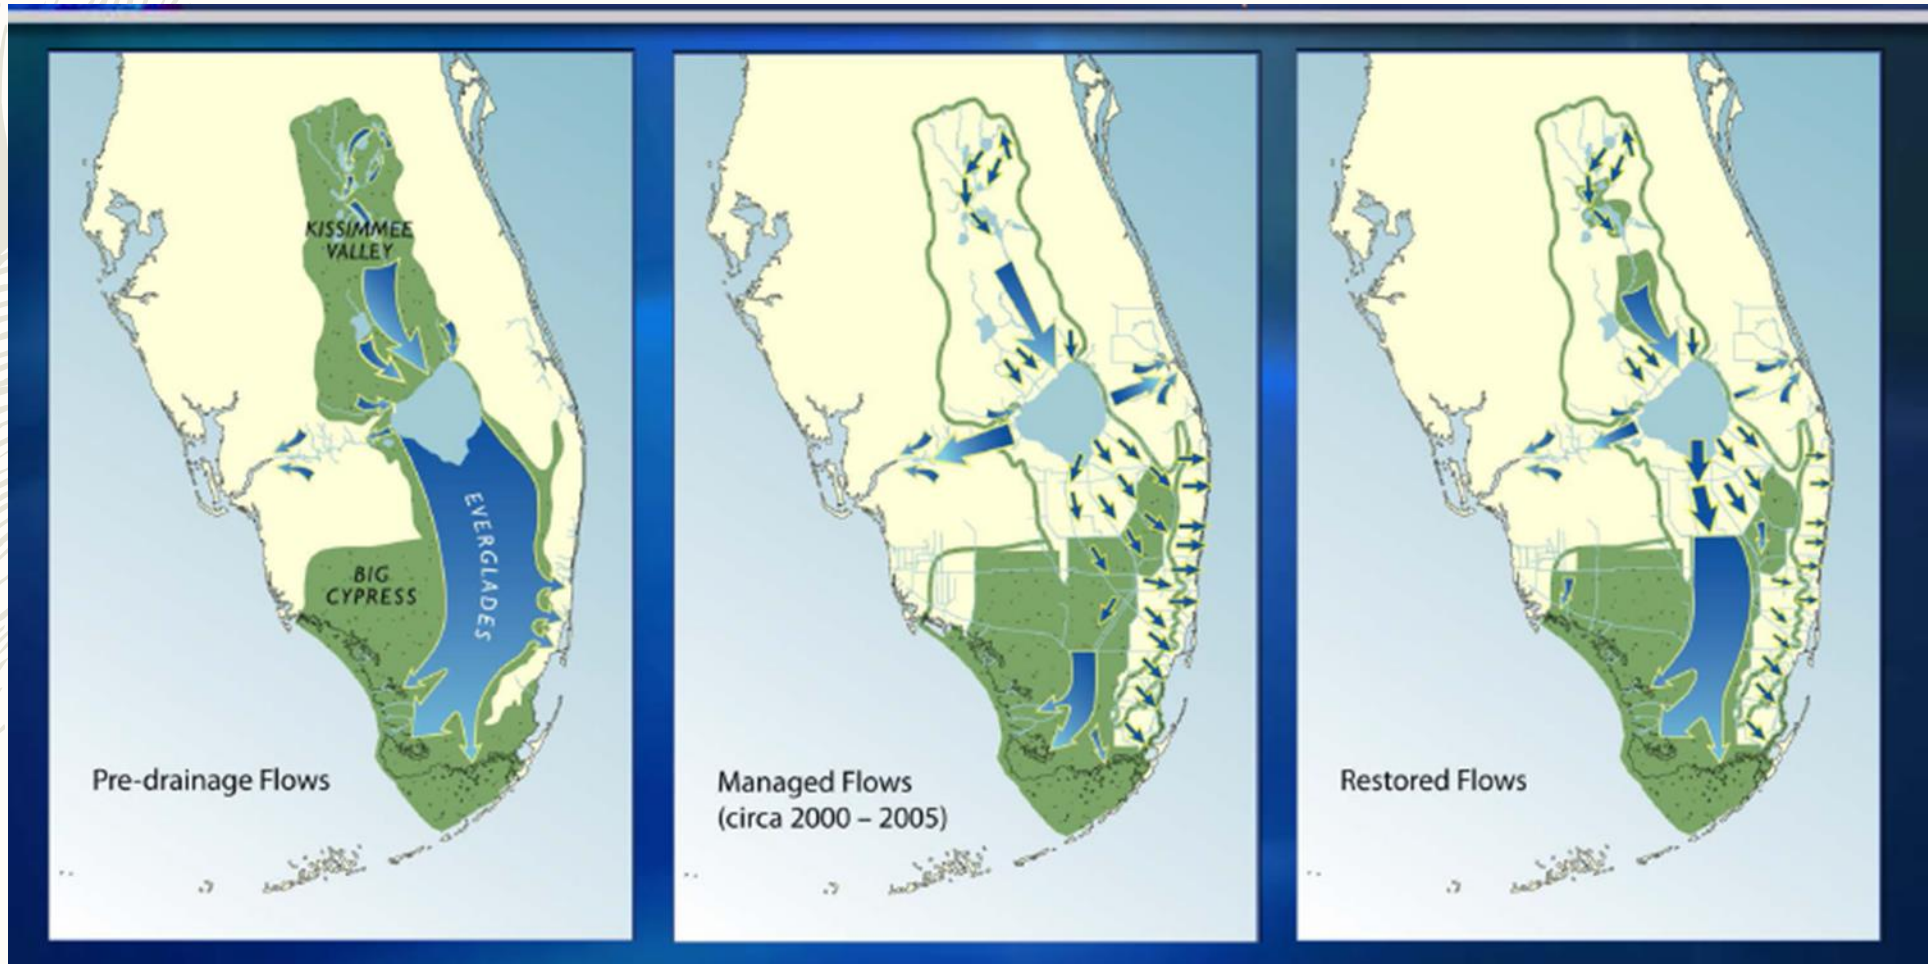 KISSIMMEE
VALLEY
EVERGLADES
BIG
CYPRESS
Pre-drainage Flows
Managed Flows
(circa 2000 – 2005)
Restored Flows